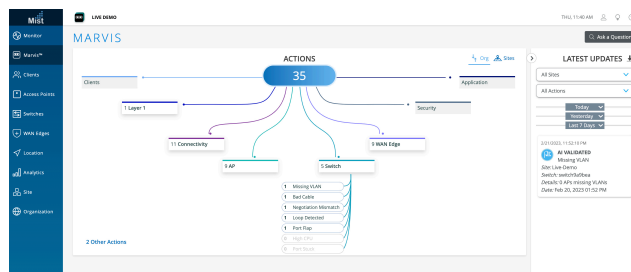 Mist
LIVE DEMO
THU, 11:40 AM
Monitor
Marvis™
Clients
Access Points
Switches
WAN Edges
Location
Analytics
Site
Organization
MARVIS
Ask a Question
ACTIONS
Org
Sites
35
Clients
Application
1 Layer 1
Security
11 Connectivity
9 WAN Edge
9 AP
5 Switch
1 Missing VLAN
1 Bad Cable
1 Negotiation Mismatch
1 Loop Detected
1 Port Flap
0 High CPU
0 Port Stuck
2 Other Actions
LATEST UPDATES
All Sites
All Actions
Today
Yesterday
Last 7 Days
2/21/2023, 11:52:10 PM
AI VALIDATED
Missing VLAN
Site: Live-Demo
Details: 0 APs missing VLANs
Date: Feb 20, 2023 01:52 PM